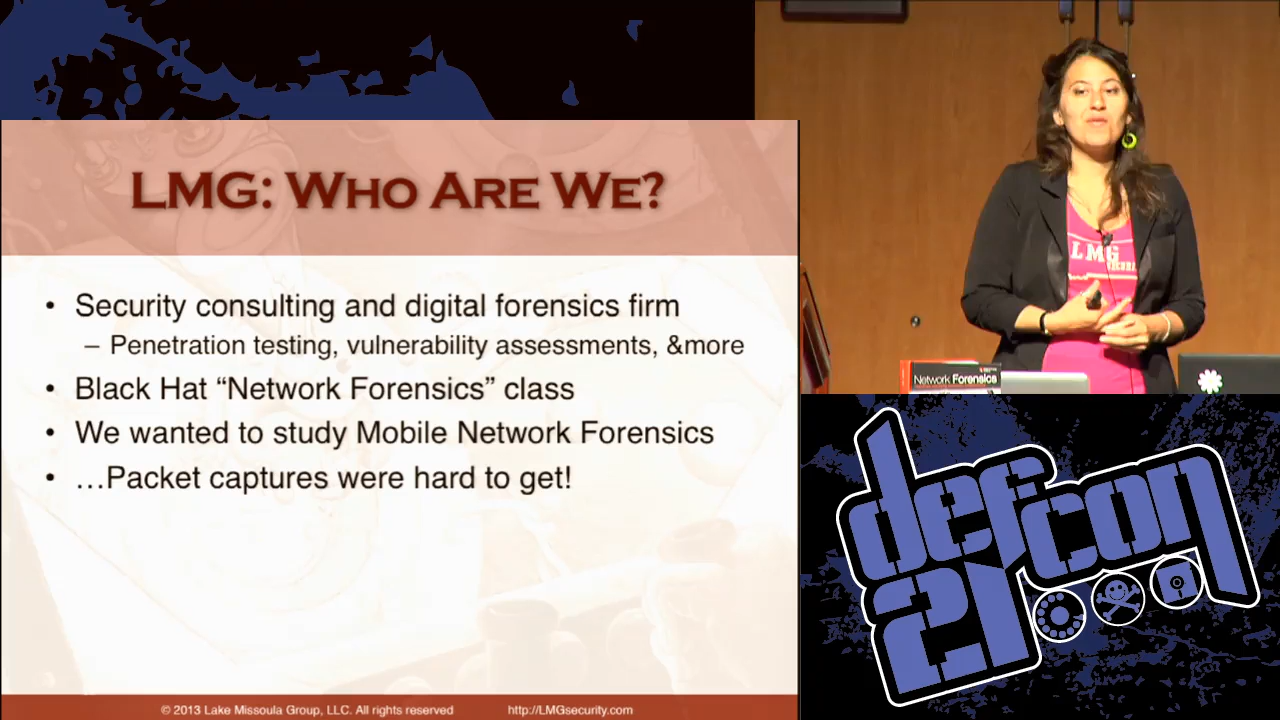 LMG: Who Are We?
• Security consulting and digital forensics firm
– Penetration testing, vulnerability assessments, &more
• Black Hat “Network Forensics” class
• We wanted to study Mobile Network Forensics
• …Packet captures were hard to get!
© 2013 Lake Missoula Group, LLC. All rights reserved http://LMGsecurity.com
LMG
Network Forensics
defcon
21